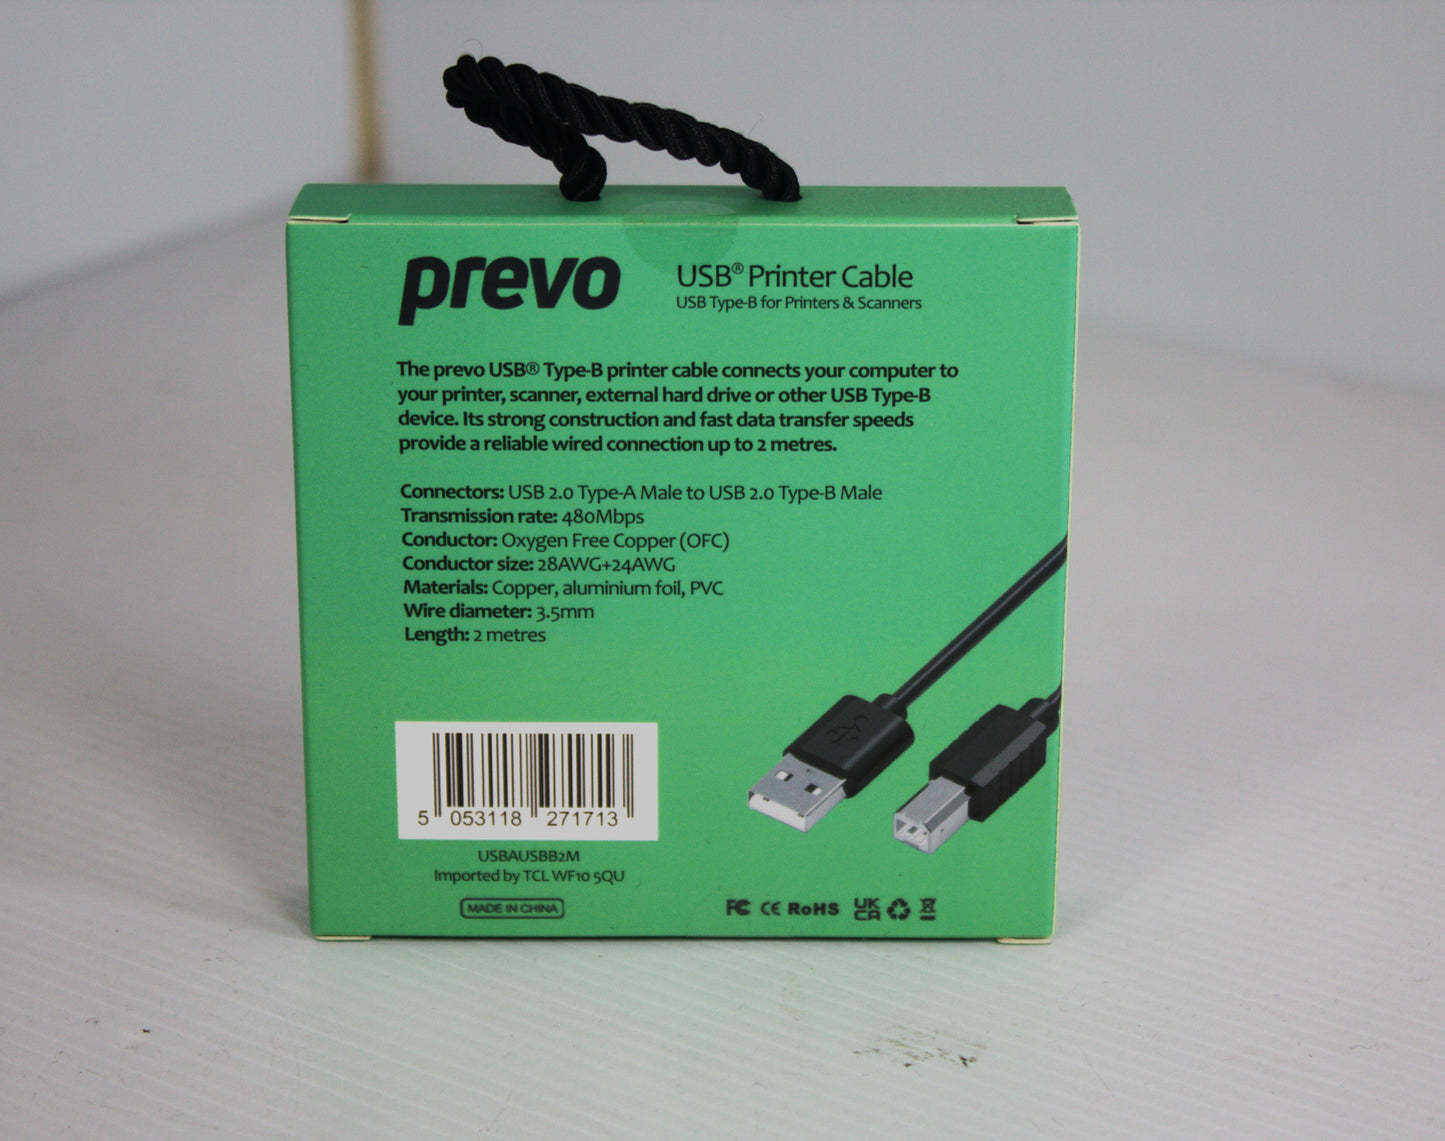 prevo
USB® Printer Cable
USB Type-B for Printers & Scanners
The prevo USB® Type-B printer cable connects your computer to
your printer, scanner, external hard drive or other USB Type-B
device. Its strong construction and fast data transfer speeds
provide a reliable wired connection up to 2 metres.
Connectors: USB 2.0 Type-A Male to USB 2.0 Type-B Male
Transmission rate: 480Mbps
Conductor: Oxygen Free Copper (OFC)
Conductor size: 28AWG+24AWG
Materials: Copper, aluminium foil, PVC
Wire diameter: 3.5mm
Length: 2 metres
5 053118 271713
USBAUSBB2M
Imported by TCL WF10 5QU
MADE IN CHINA
FC CE RoHS UK
CA